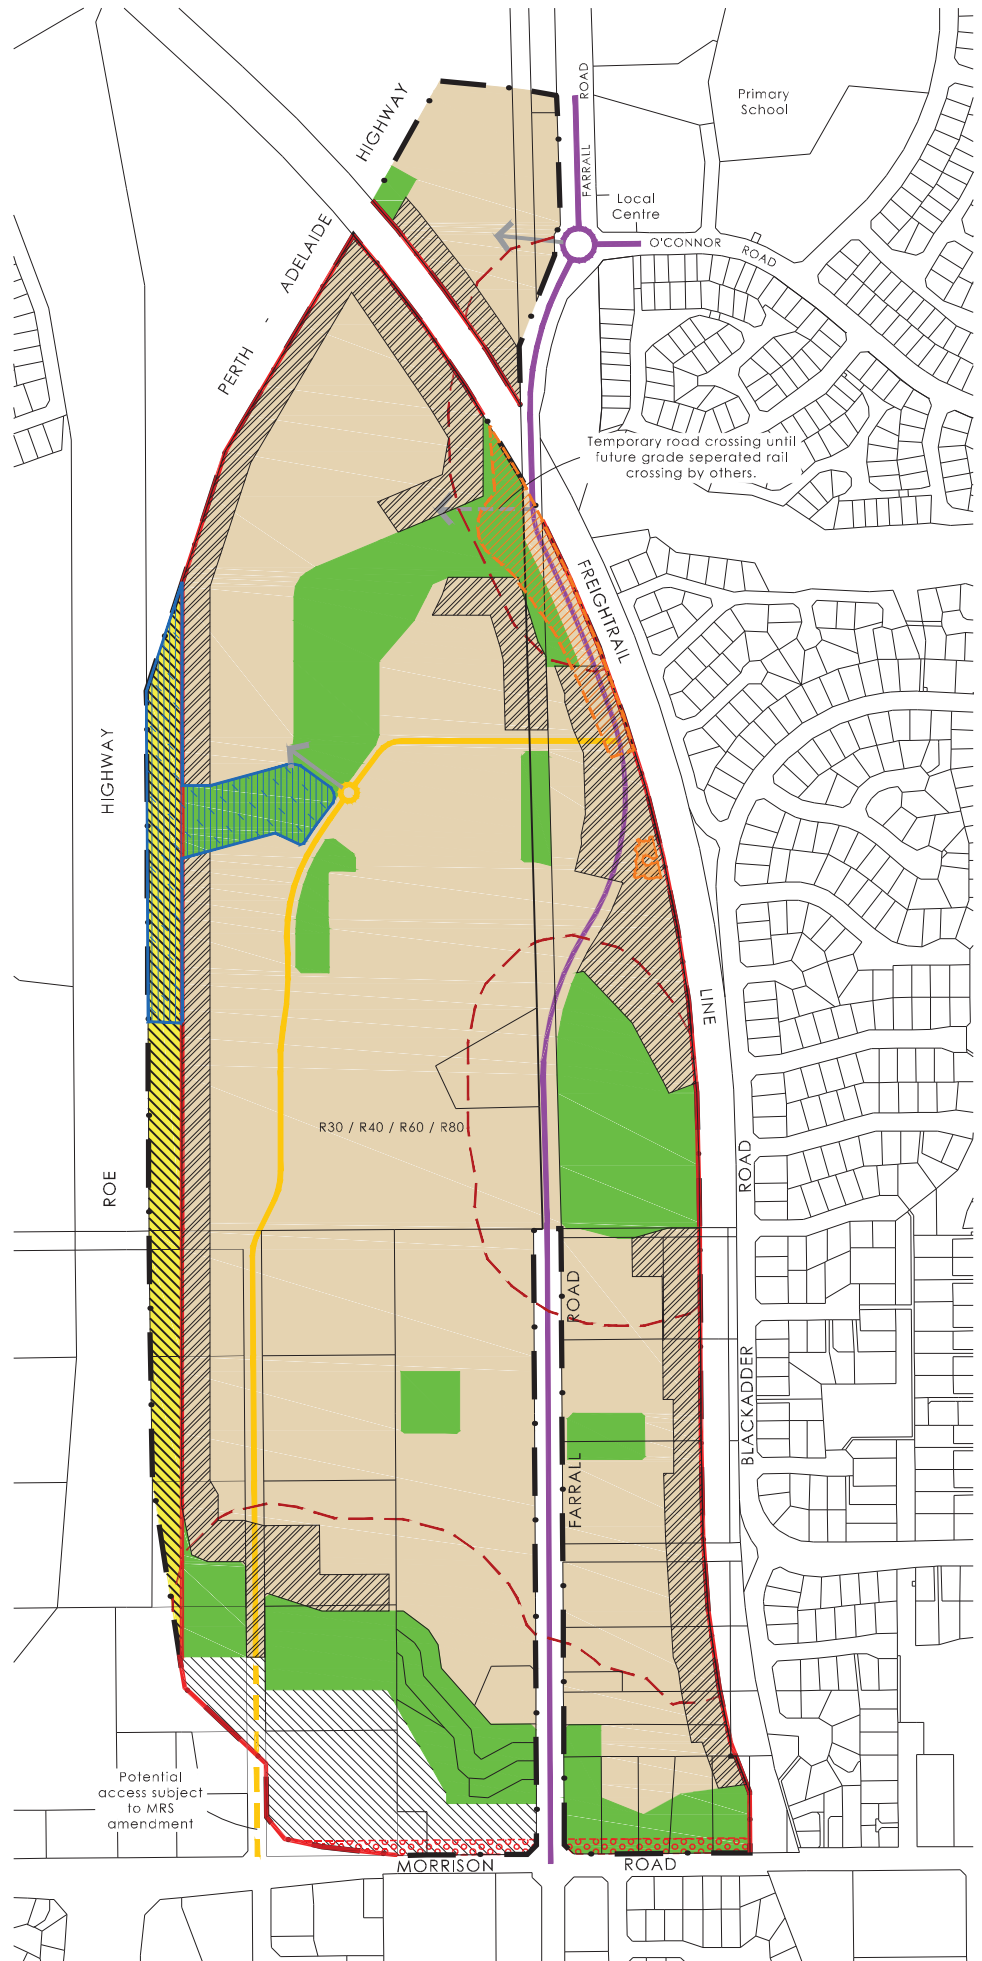 HIGHWAY
ROAD
FARRALL
Primary
School
Local
Centre
O'CONNOR
ROAD
ADELAIDE
-
PERTH
Temporary road crossing until
future grade seperated rail
crossing by others.
FREIGHTRAIL
HIGHWAY
LINE
R30 / R40 / R60 / R80
ROE
ROAD
ROAD
BLACKADDER
FARRALL
Potential
access subject
to MRS
amendment
MORRISON
ROAD